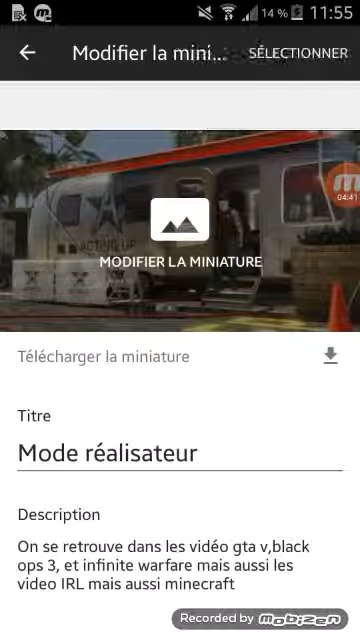 14 % 11:55
Modifier la mini... SÉLECTIONNER
ACTING UP
04:41
MODIFIER LA MINIATURE
Télécharger la miniature
Titre
Mode réalisateur
Description
On se retrouve dans les vidéo gta v,black
ops 3, et infinite warfare mais aussi les
video IRL mais aussi minecraft
Recorded by mobizen